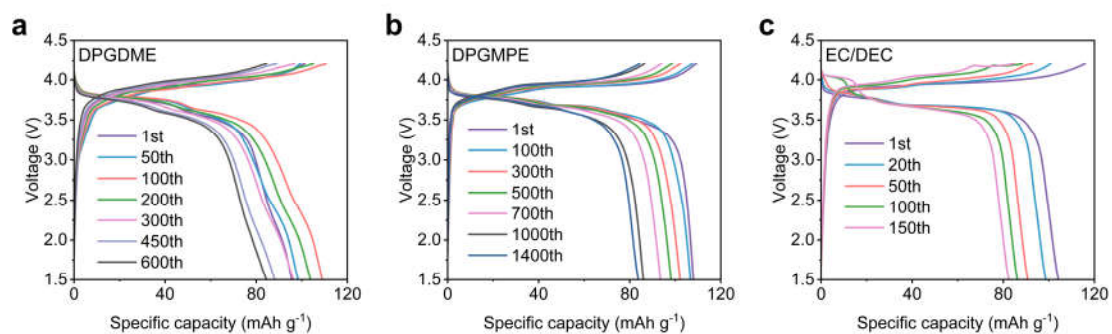 a
DPGDME
4.5
4.0
3.5
3.0
2.5
2.0
1.5
Voltage (V)
1st
50th
100th
200th
300th
450th
600th
0 40 80 120
Specific capacity (mAh g⁻¹)
b
DPGMPE
4.5
4.0
3.5
3.0
2.5
2.0
1.5
Voltage (V)
1st
100th
300th
500th
700th
1000th
1400th
0 40 80 120
Specific capacity (mAh g⁻¹)
c
EC/DEC
4.5
4.0
3.5
3.0
2.5
2.0
1.5
Voltage (V)
1st
20th
50th
100th
150th
0 40 80 120
Specific capacity (mAh g⁻¹)